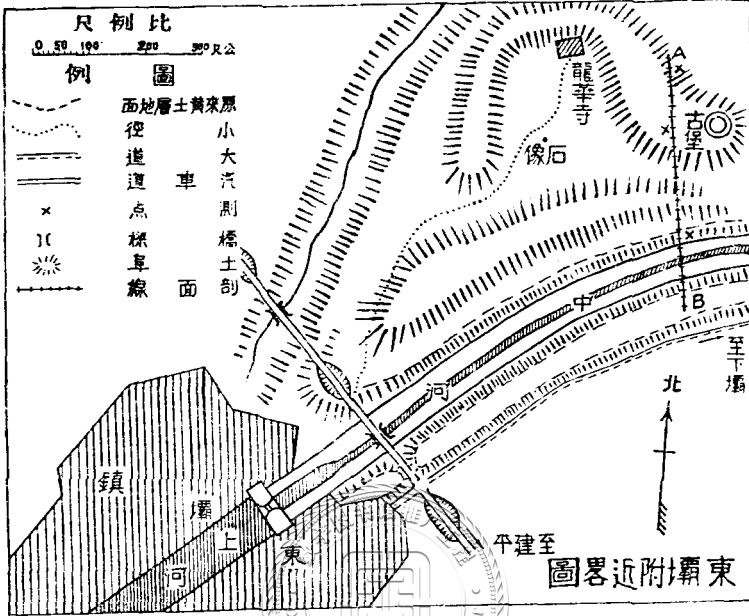 比例尺
0 50 100 200 300公尺
圖例
原來黃土層地面
小徑
大道
汽車道
測点
橋樑
土阜
剖面線
A
龍華寺
古堡
石像
中河
B
至下壩
北
東壩鎮
上河
至建平
東壩附近畧圖